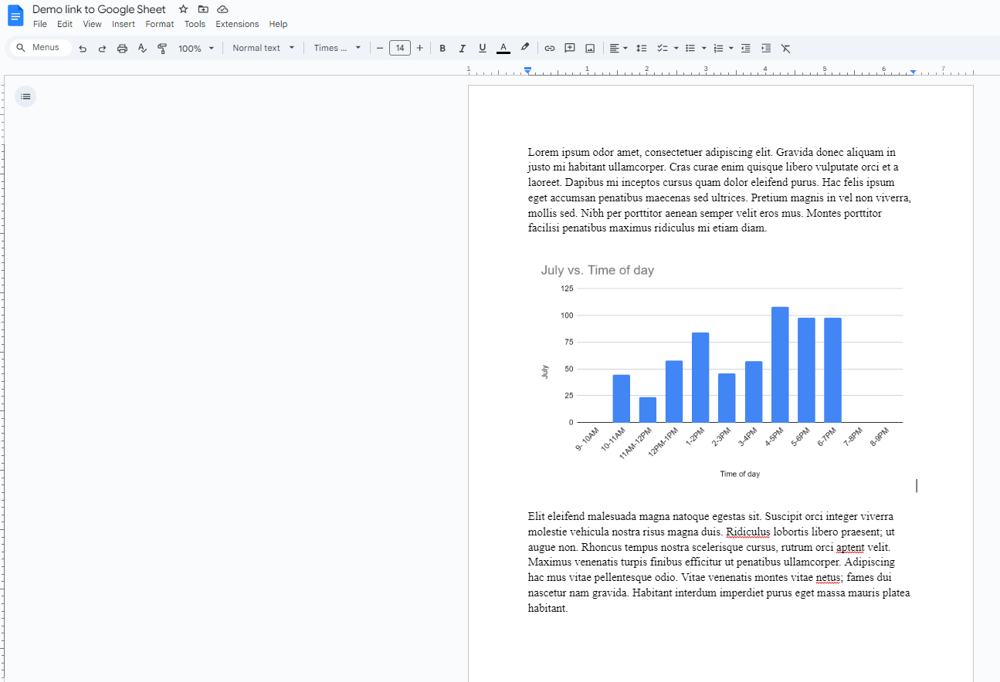 Demo link to Google Sheet
File Edit View Insert Format Tools Extensions Help
Menus 100% Normal text Times ... 14 B I U A
1 1 2 3 4 5 6 7
Lorem ipsum odor amet, consectetuer adipiscing elit. Gravida donec aliquam in
justo mi habitant ullamcorper. Cras curae enim quisque libero vulputate orci et a
laoreet. Dapibus mi inceptos cursus quam dolor eleifend purus. Hac felis ipsum
eget accumsan penatibus maecenas sed ultrices. Pretium magnis in vel non viverra,
mollis sed. Nibh per porttitor aenean semper velit eros mus. Montes porttitor
facilisi penatibus maximus ridiculus mi etiam diam.
July vs. Time of day
125
100
75
50
25
0
July
9- 10AM
10-11AM
11AM-12PM
12PM-1PM
1-2PM
2-3PM
3-4PM
4-5PM
5-6PM
6-7PM
7-8PM
8-9PM
Time of day
Elit eleifend malesuada magna natoque egestas sit. Suscipit orci integer viverra
molestie vehicula nostra risus magna duis. Ridiculus lobortis libero praesent; ut
augue non. Rhoncus tempus nostra scelerisque cursus, rutrum orci aptent velit.
Maximus venenatis turpis finibus efficitur ut penatibus ullamcorper. Adipiscing
hac mus vitae pellentesque odio. Vitae venenatis montes vitae netus; fames dui
nascetur nam gravida. Habitant interdum imperdiet purus eget massa mauris platea
habitant.